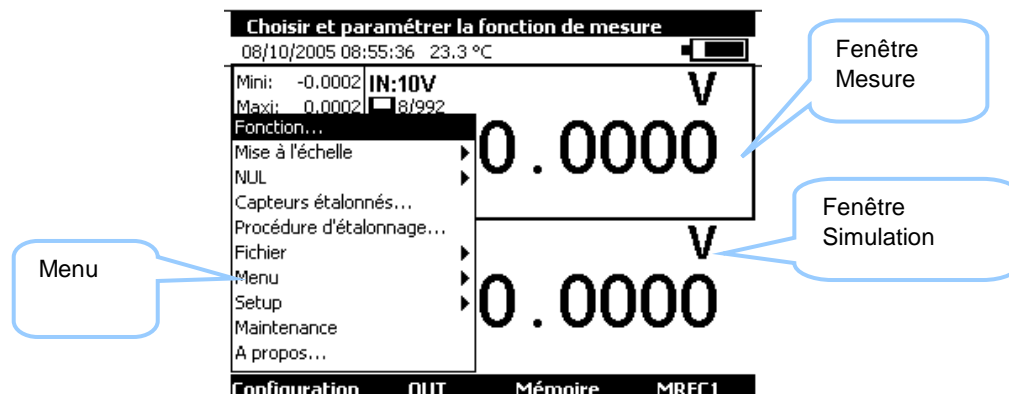 Choisir et paramétrer la fonction de mesure
08/10/2005 08:55:36 23.3 °C
Mini: -0.0002 IN:10V V
Maxi: 0.0002 8/992
0.0000
Fonction...
Mise à l'échelle
NUL
Capteurs étalonnés...
Procédure d'étalonnage...
Fichier
Menu
Setup
Maintenance
A propos...
V
0.0000
Configuration OUT Mémoire MREC1
Fenêtre
Mesure
Fenêtre
Simulation
Menu